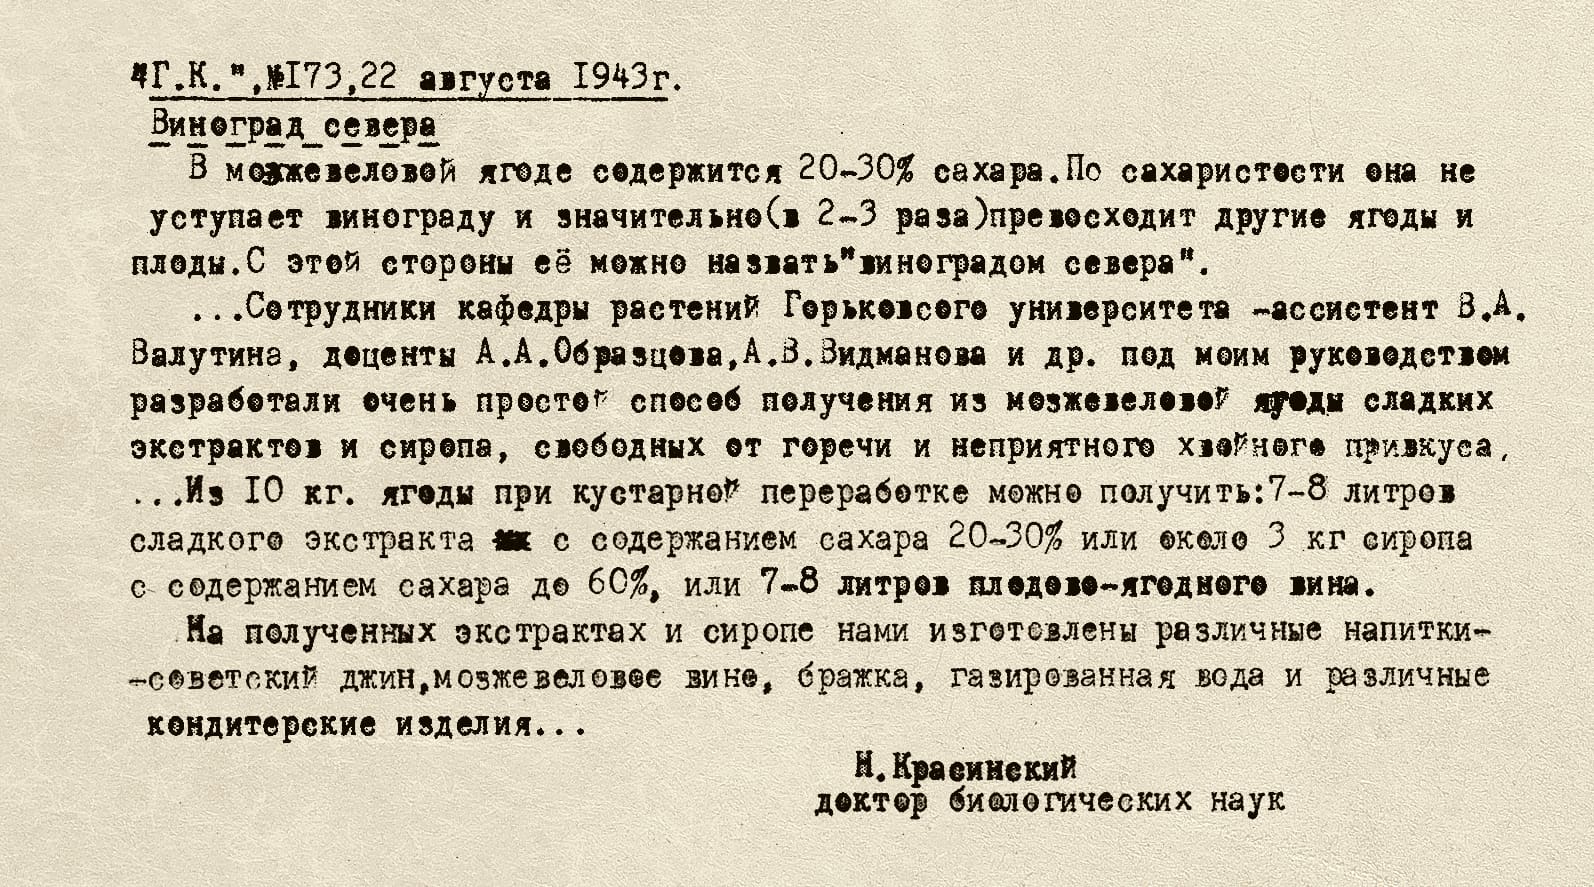 "Г.К.",№173,22 августа 1943г.
Виноград севера
В можжевеловой ягоде содержится 20-30% сахара.По сахаристости она не
уступает винограду и значительно(в 2-3 раза)превосходит другие ягоды и
плоды.С этой стороны её можно назвать"виноградом севера".
...Сотрудники кафедры растений Горьковсого университета -ассистент В.А.
Валутина, доценты А.А.Образцова,А.В.Видманова и др. под моим руководством
разработали очень простой способ получения из мозжевеловой ягоды сладких
экстрактов и сиропа, свободных от горечи и неприятного хвойного привкуса,
...Из 10 кг. ягоды при кустарной переработке можно получить:7-8 литров
сладкого экстракта с содержанием сахара 20-30% или около 3 кг сиропа
с содержанием сахара до 60%, или 7-8 литров плодово-ягодного вина.
На полученных экстрактах и сиропе нами изготовлены различные напитки-
-советский джин,мозжевеловое вино, бражка, газированная вода и различные
кондитерские изделия...
Н.Красинский
доктор биологических наук